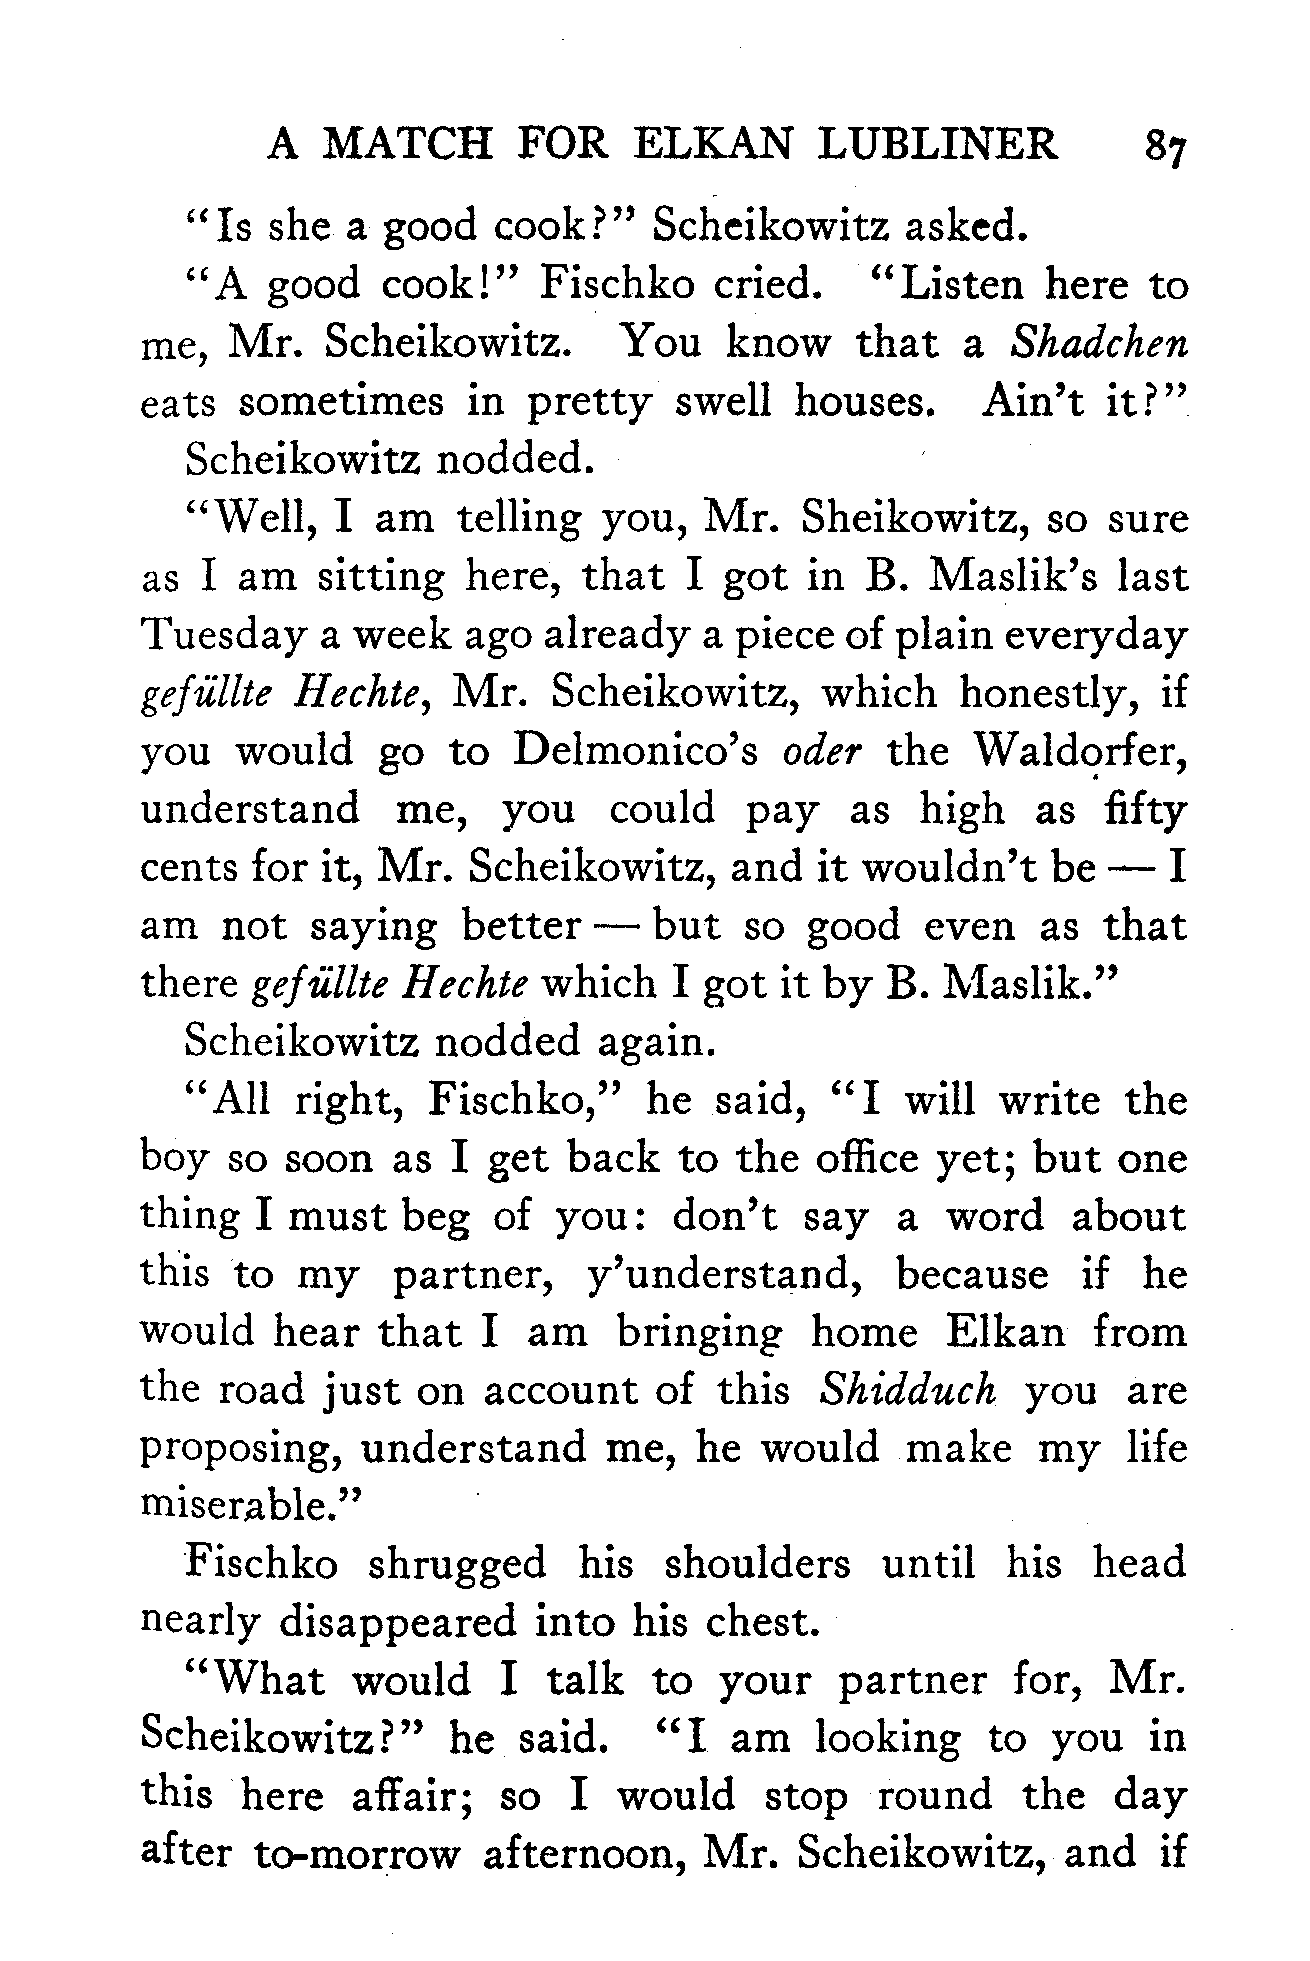 A MATCH FOR ELKAN LUBLINER 87
“Is she a good cook?” Scheikowitz asked.
“A good cook!” Fischko cried. “Listen here to
me, Mr. Scheikowitz. You know that a Shadchen
eats sometimes in pretty swell houses. Ain’t it?”
Scheikowitz nodded.
“Well, I am telling you, Mr. Sheikowitz, so sure
as I am sitting here, that I got in B. Maslik’s last
Tuesday a week ago already a piece of plain everyday
gefüllte Hechte, Mr. Scheikowitz, which honestly, if
you would go to Delmonico’s oder the Waldorfer,
understand me, you could pay as high as fifty
cents for it, Mr. Scheikowitz, and it wouldn’t be — I
am not saying better — but so good even as that
there gefüllte Hechte which I got it by B. Maslik.”
Scheikowitz nodded again.
“All right, Fischko,” he said, “I will write the
boy so soon as I get back to the office yet; but one
thing I must beg of you: don’t say a word about
this to my partner, y’understand, because if he
would hear that I am bringing home Elkan from
the road just on account of this Shidduch you are
proposing, understand me, he would make my life
miserable.”
Fischko shrugged his shoulders until his head
nearly disappeared into his chest.
“What would I talk to your partner for, Mr.
Scheikowitz?” he said. “I am looking to you in
this here affair; so I would stop round the day
after to-morrow afternoon, Mr. Scheikowitz, and if